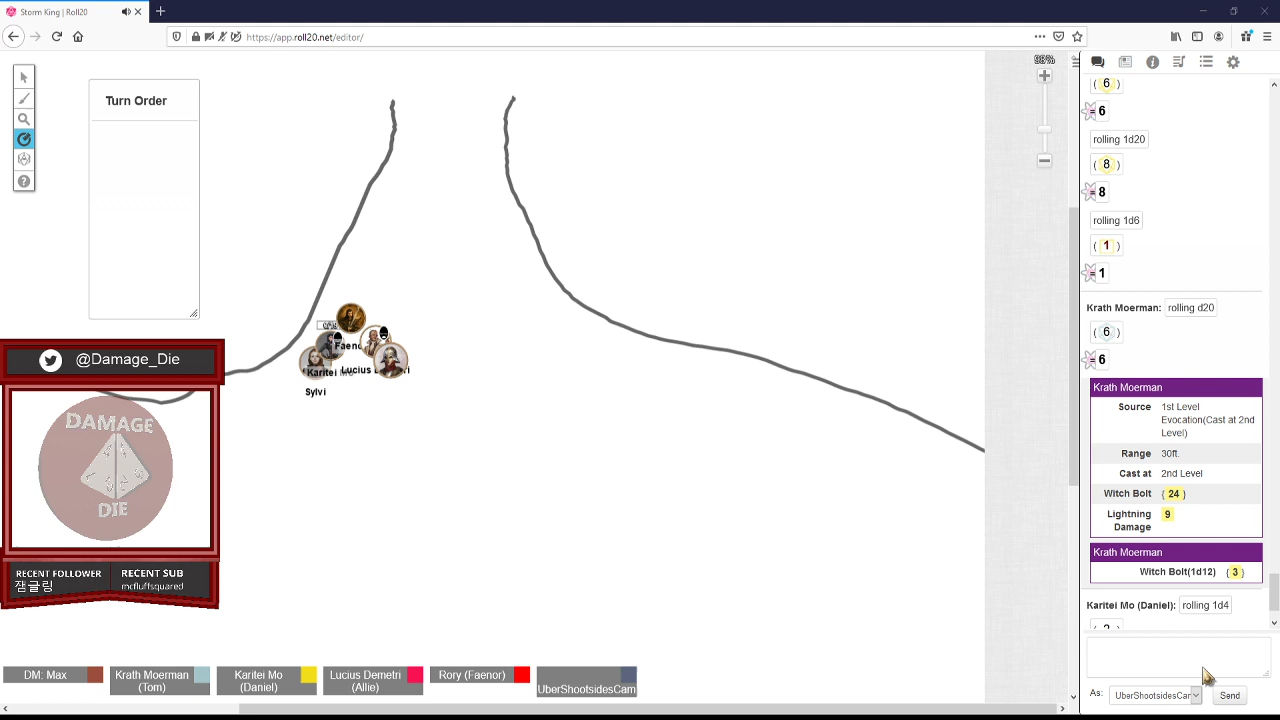 Storm King | Roll20
https://app.roll20.net/editor/
Turn Order
@Damage_Die
DAMAGE
DIE
RECENT FOLLOWER
잼글링
RECENT SUB
mcfluffsquared
Faeno
Karitei Mo
Lucius
Sylvi
DM: Max
Krath Moerman
(Tom)
Karitei Mo
(Daniel)
Lucius Demetri
(Allie)
Rory (Faenor)
UberShootsidesCam
(6)
=6
rolling 1d20
(8)
=8
rolling 1d6
(1)
=1
Krath Moerman: rolling d20
(6)
=6
Krath Moerman
Source 1st Level
Evocation(Cast at 2nd
Level)
Range 30ft.
Cast at 2nd Level
Witch Bolt (24)
Lightning 9
Damage
Krath Moerman
Witch Bolt(1d12) (3)
Karitei Mo (Daniel): rolling 1d4
As: UberShootsidesCar
Send